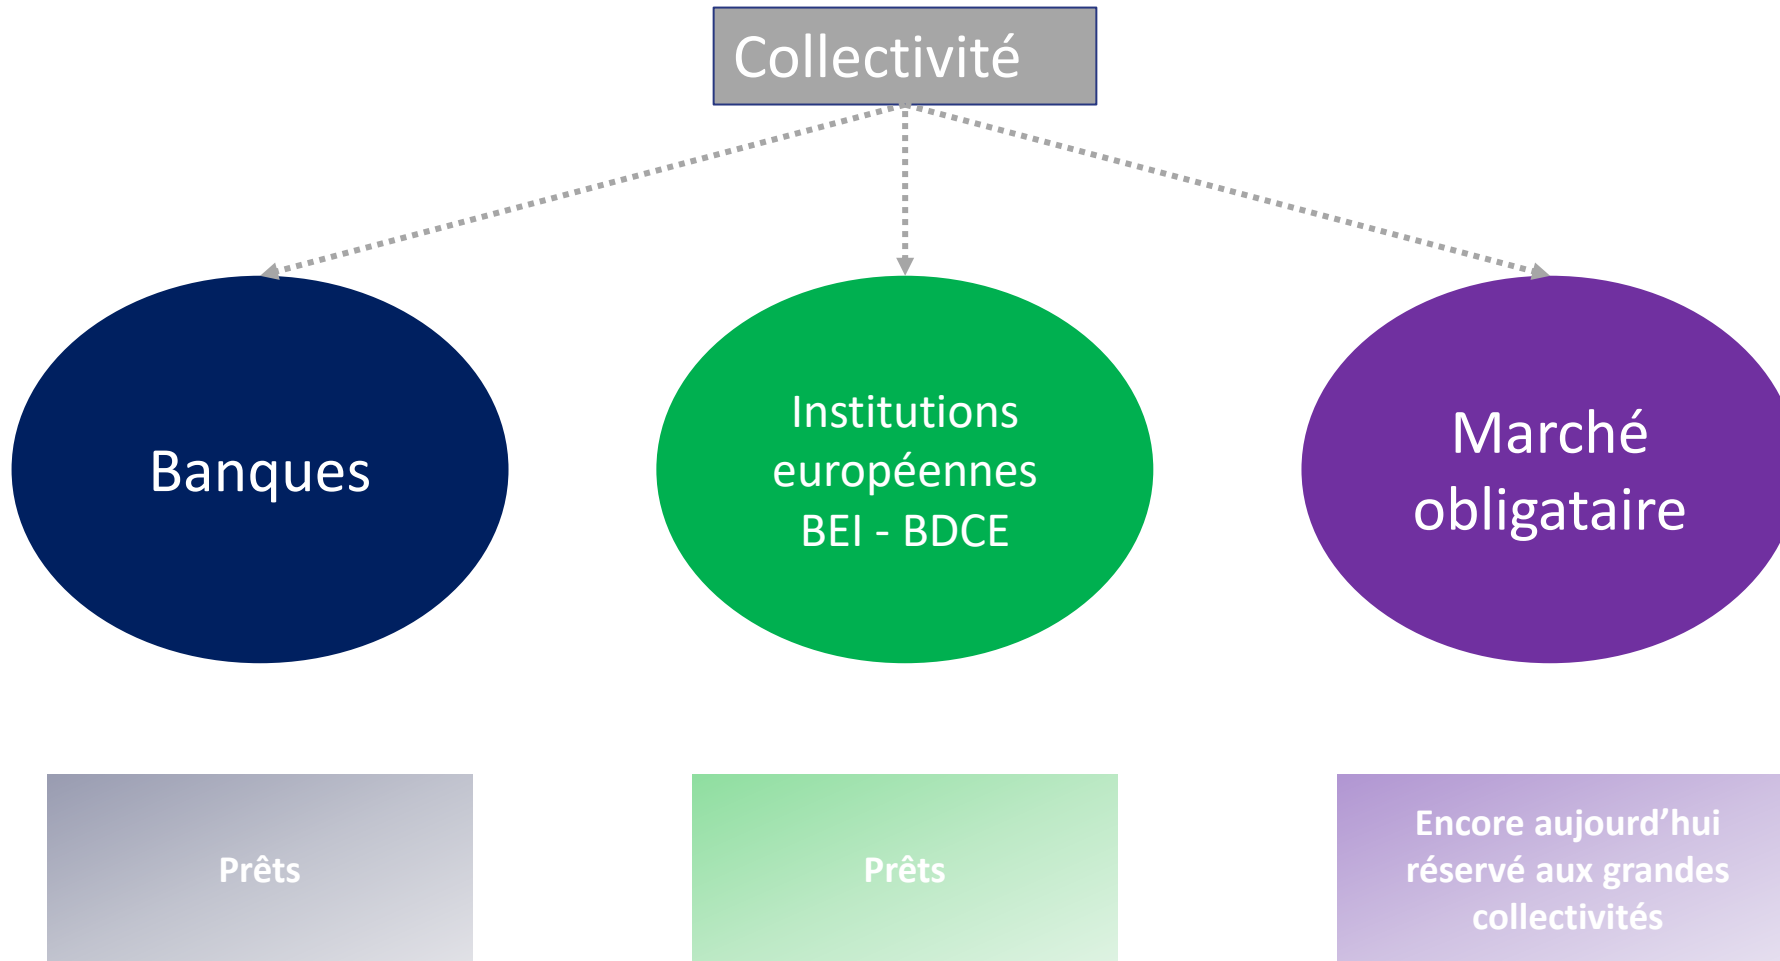 Collectivité
Banques
Institutions
européennes
BEI - BDCE
Marché
obligataire
Prêts
Prêts
Encore aujourd’hui
réservé aux grandes
collectivités